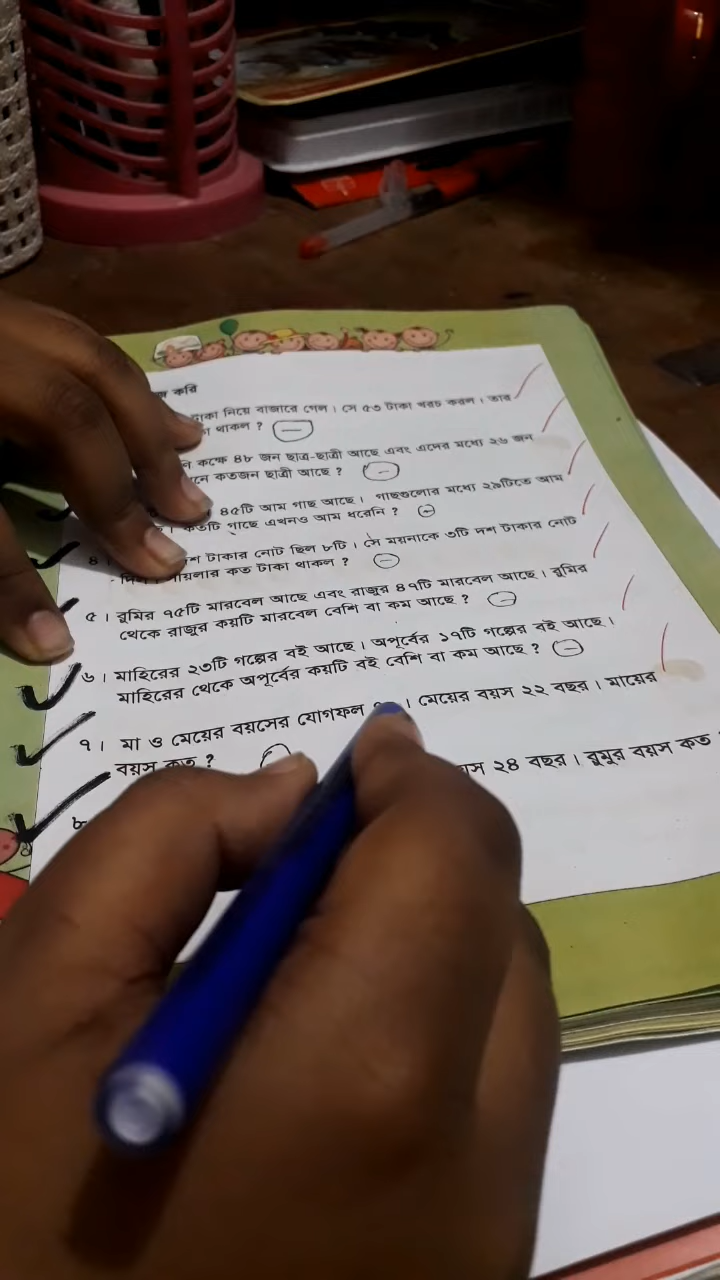 করি
টাকা নিয়ে বাজারে গেল। সে ৫৩ টাকা খরচ করল। তার
থাকল ?
কক্ষে ৪৮ জন ছাত্র-ছাত্রী আছে এবং এদের মধ্যে ২৬ জন
কতজন ছাত্রী আছে ?
৪৫টি আম গাছ আছে। গাছগুলোর মধ্যে ২৯টিতে আম
কতটি গাছে এখনও আম ধরেনি ?
৪। টাকার নোট ছিল ৮টি। সে ময়নাকে ৩টি দশ টাকার নোট
কত টাকা থাকল ?
৫। রুমির ৭৫টি মারবেল আছে এবং রাজুর ৪৭টি মারবেল আছে। রুমির
থেকে রাজুর কয়টি মারবেল বেশি বা কম আছে ?
৬। মাহিরের ২৩টি গল্পের বই আছে। অপূর্বের ১৭টি গল্পের বই আছে।
মাহিরের থেকে অপূর্বের কয়টি বই বেশি বা কম আছে ?
৭। মা ও মেয়ের বয়সের যোগফল । মেয়ের বয়স ২২ বছর। মায়ের
বয়স কত ?
৮ ২৪ বছর। রুমুর বয়স কত